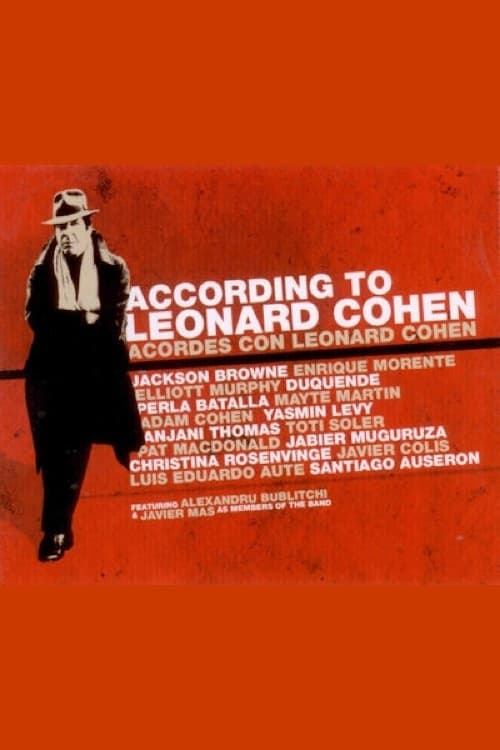 ACCORDING TO
LEONARD COHEN
ACORDES CON LEONARD COHEN
JACKSON BROWNE ENRIQUE MORENTE
ELLIOTT MURPHY DUQUENDE
PERLA BATALLA MAYTE MARTIN
ADAM COHEN YASMIN LEVY
ANJANI THOMAS TOTI SOLER
PAT MACDONALD JABIER MUGURUZA
CHRISTINA ROSENVINGE JAVIER COLIS
LUIS EDUARDO AUTE SANTIAGO AUSERON
FEATURING ALEXANDRU BUBLITCHI
& JAVIER MAS AS MEMBERS OF THE BAND